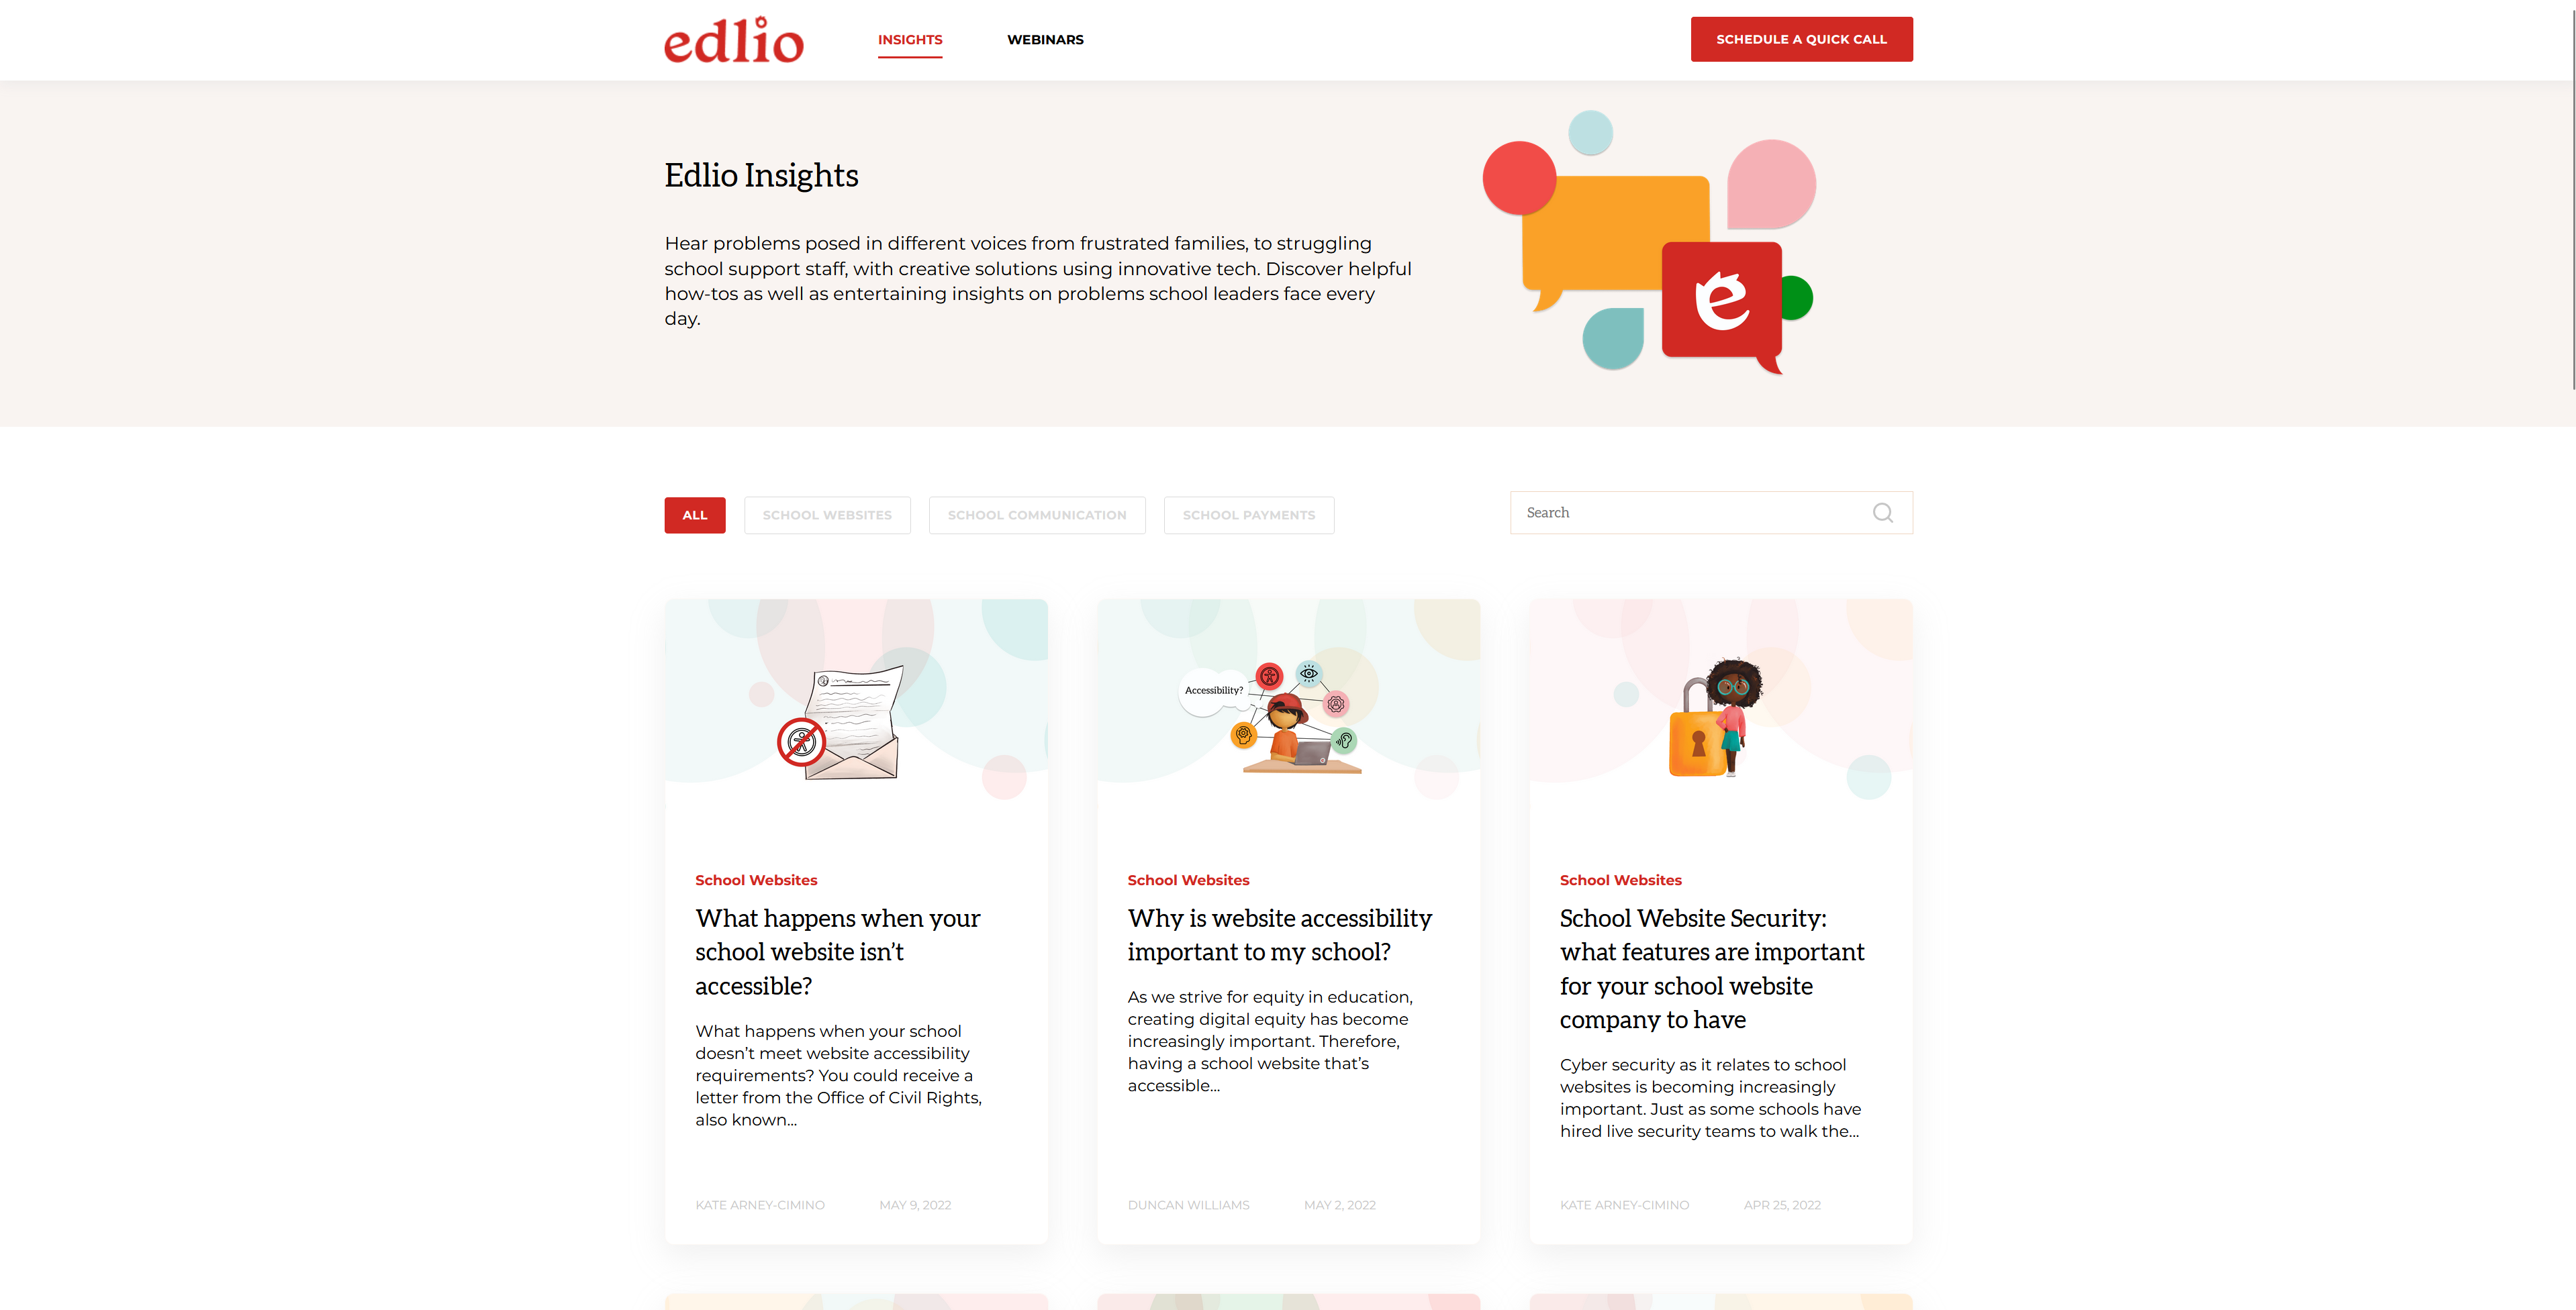 edlio
INSIGHTS
WEBINARS
SCHEDULE A QUICK CALL
Edlio Insights
Hear problems posed in different voices from frustrated families, to struggling
school support staff, with creative solutions using innovative tech. Discover helpful
how-tos as well as entertaining insights on problems school leaders face every
day.
e
ALL
SCHOOL WEBSITES
SCHOOL COMMUNICATION
SCHOOL PAYMENTS
Search
School Websites
What happens when your
school website isn’t
accessible?
What happens when your school
doesn’t meet website accessibility
requirements? You could receive a
letter from the Office of Civil Rights,
also known...
KATE ARNEY-CIMINO
MAY 9, 2022
Accessibility?
School Websites
Why is website accessibility
important to my school?
As we strive for equity in education,
creating digital equity has become
increasingly important. Therefore,
having a school website that’s
accessible...
DUNCAN WILLIAMS
MAY 2, 2022
School Websites
School Website Security:
what features are important
for your school website
company to have
Cyber security as it relates to school
websites is becoming increasingly
important. Just as some schools have
hired live security teams to walk the...
KATE ARNEY-CIMINO
APR 25, 2022